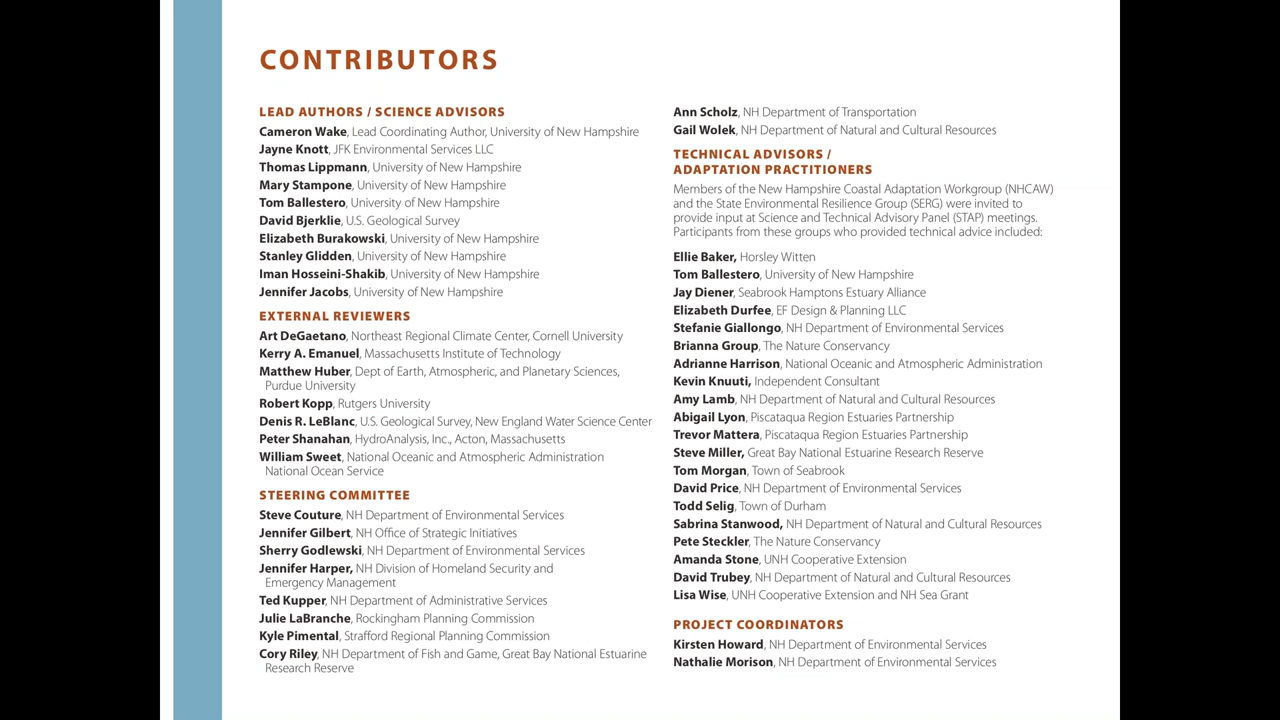 CONTRIBUTORS
LEAD AUTHORS / SCIENCE ADVISORS
Cameron Wake, Lead Coordinating Author, University of New Hampshire
Jayne Knott, JFK Environmental Services LLC
Thomas Lippmann, University of New Hampshire
Mary Stampone, University of New Hampshire
Tom Ballestero, University of New Hampshire
David Bjerklie, U.S. Geological Survey
Elizabeth Burakowski, University of New Hampshire
Stanley Glidden, University of New Hampshire
Iman Hosseini-Shakib, University of New Hampshire
Jennifer Jacobs, University of New Hampshire
EXTERNAL REVIEWERS
Art DeGaetano, Northeast Regional Climate Center, Cornell University
Kerry A. Emanuel, Massachusetts Institute of Technology
Matthew Huber, Dept of Earth, Atmospheric, and Planetary Sciences,
Purdue University
Robert Kopp, Rutgers University
Denis R. LeBlanc, U.S. Geological Survey, New England Water Science Center
Peter Shanahan, HydroAnalysis, Inc., Acton, Massachusetts
William Sweet, National Oceanic and Atmospheric Administration
National Ocean Service
STEERING COMMITTEE
Steve Couture, NH Department of Environmental Services
Jennifer Gilbert, NH Office of Strategic Initiatives
Sherry Godlewski, NH Department of Environmental Services
Jennifer Harper, NH Division of Homeland Security and
Emergency Management
Ted Kupper, NH Department of Administrative Services
Julie LaBranche, Rockingham Planning Commission
Kyle Pimental, Strafford Regional Planning Commission
Cory Riley, NH Department of Fish and Game, Great Bay National Estuarine
Research Reserve
Ann Scholz, NH Department of Transportation
Gail Wolek, NH Department of Natural and Cultural Resources
TECHNICAL ADVISORS /
ADAPTATION PRACTITIONERS
Members of the New Hampshire Coastal Adaptation Workgroup (NHCAW)
and the State Environmental Resilience Group (SERG) were invited to
provide input at Science and Technical Advisory Panel (STAP) meetings.
Participants from these groups who provided technical advice included:
Ellie Baker, Horsley Witten
Tom Ballestero, University of New Hampshire
Jay Diener, Seabrook Hamptons Estuary Alliance
Elizabeth Durfee, EF Design & Planning LLC
Stefanie Giallongo, NH Department of Environmental Services
Brianna Group, The Nature Conservancy
Adrianne Harrison, National Oceanic and Atmospheric Administration
Kevin Knuuti, Independent Consultant
Amy Lamb, NH Department of Natural and Cultural Resources
Abigail Lyon, Piscataqua Region Estuaries Partnership
Trevor Mattera, Piscataqua Region Estuaries Partnership
Steve Miller, Great Bay National Estuarine Research Reserve
Tom Morgan, Town of Seabrook
David Price, NH Department of Environmental Services
Todd Selig, Town of Durham
Sabrina Stanwood, NH Department of Natural and Cultural Resources
Pete Steckler, The Nature Conservancy
Amanda Stone, UNH Cooperative Extension
David Trubey, NH Department of Natural and Cultural Resources
Lisa Wise, UNH Cooperative Extension and NH Sea Grant
PROJECT COORDINATORS
Kirsten Howard, NH Department of Environmental Services
Nathalie Morison, NH Department of Environmental Services